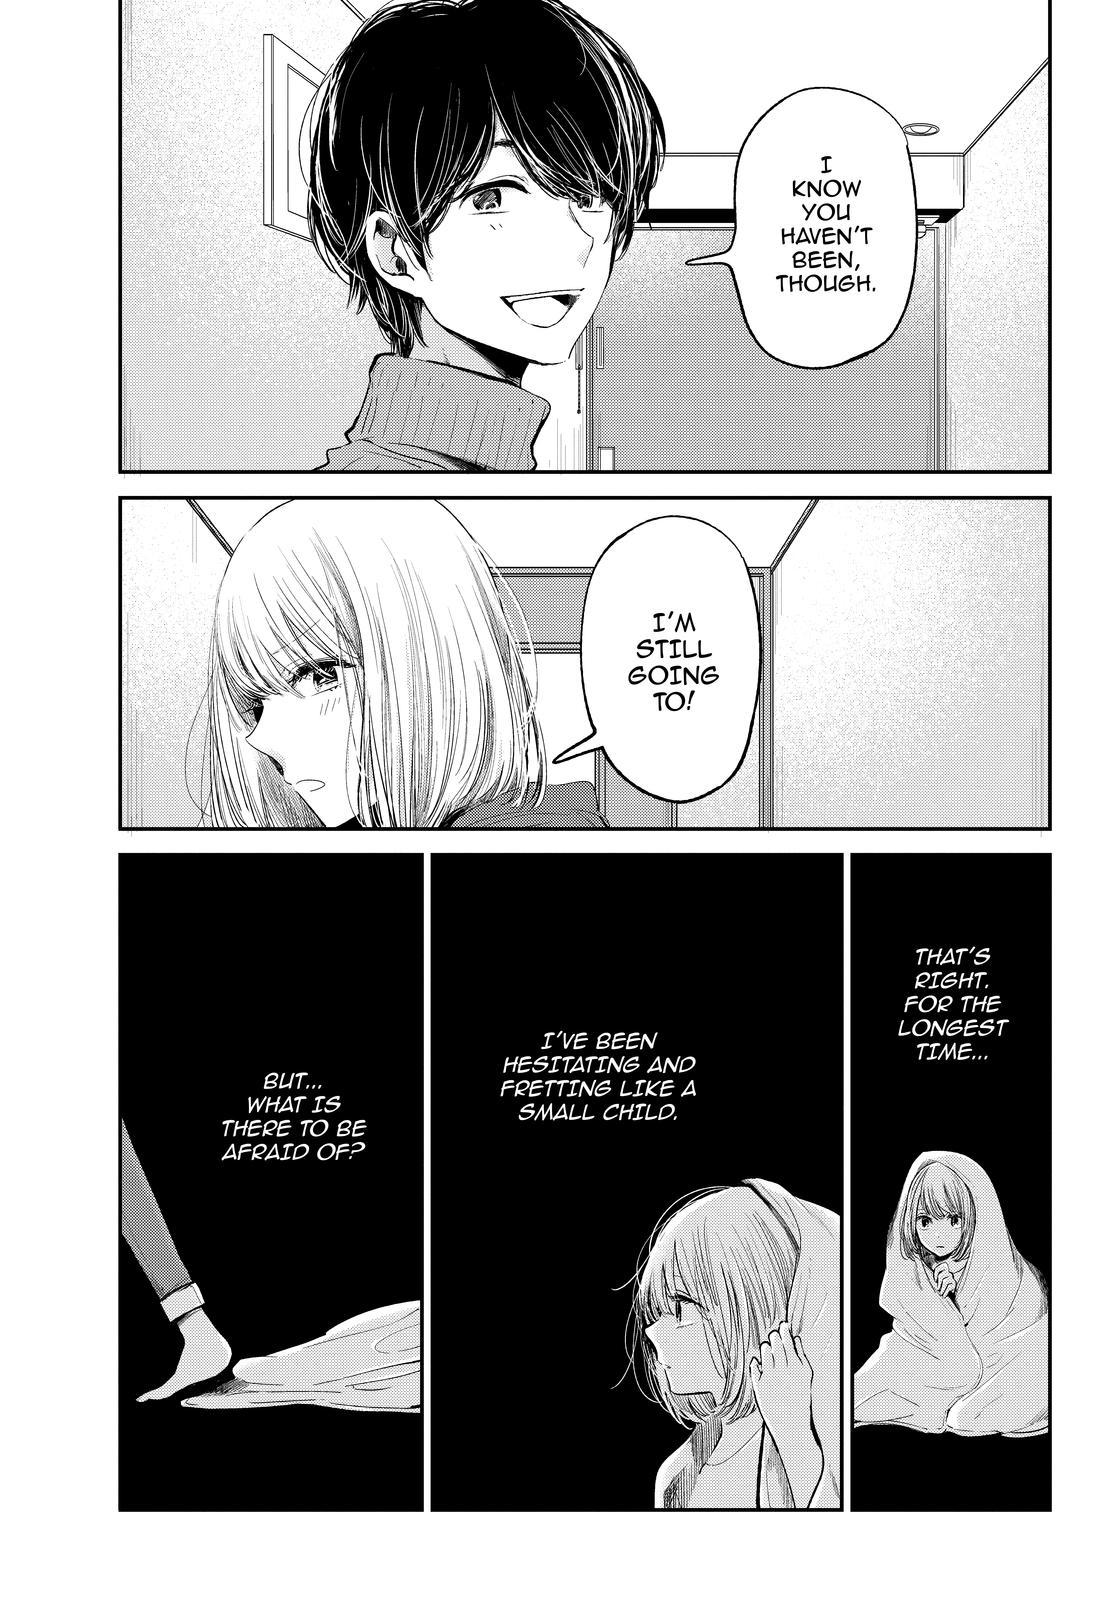 I
KNOW
YOU
HAVEN'T
BEEN,
THOUGH.
I'M
STILL
GOING
TO!
THAT'S
RIGHT.
FOR THE
LONGEST
TIME...
I'VE BEEN
HESITATING AND
FRETTING LIKE A
SMALL CHILD.
BUT...
WHAT IS
THERE TO BE
AFRAID OF?